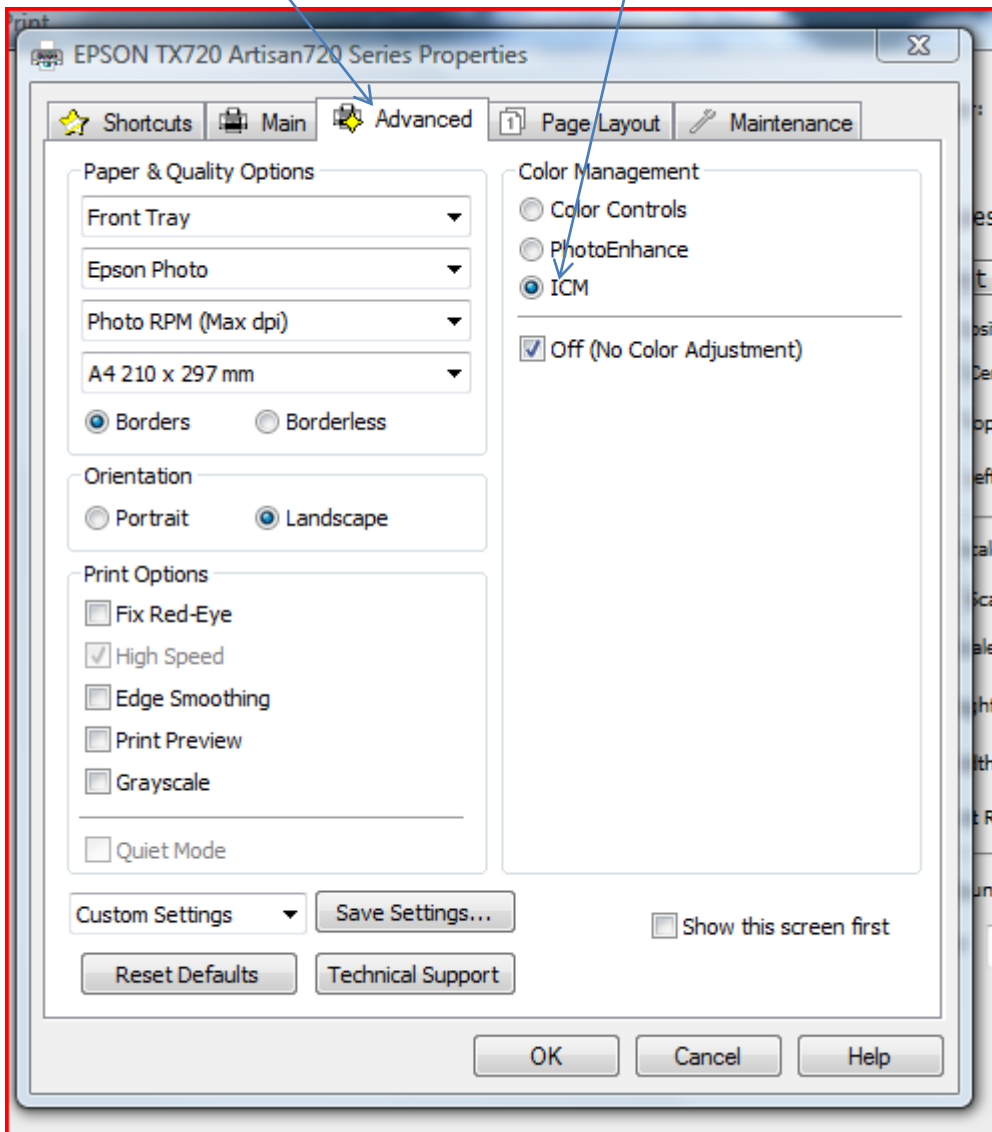 Print
EPSON TX720 Artisan720 Series Properties
Shortcuts Main Advanced Page Layout Maintenance
Paper & Quality Options
Front Tray
Epson Photo
Photo RPM (Max dpi)
A4 210 x 297 mm
Borders Borderless
Orientation
Portrait Landscape
Print Options
Fix Red-Eye
High Speed
Edge Smoothing
Print Preview
Grayscale
Quiet Mode
Color Management
Color Controls
PhotoEnhance
ICM
Off (No Color Adjustment)
Custom Settings Save Settings... Show this screen first
Reset Defaults Technical Support
OK Cancel Help